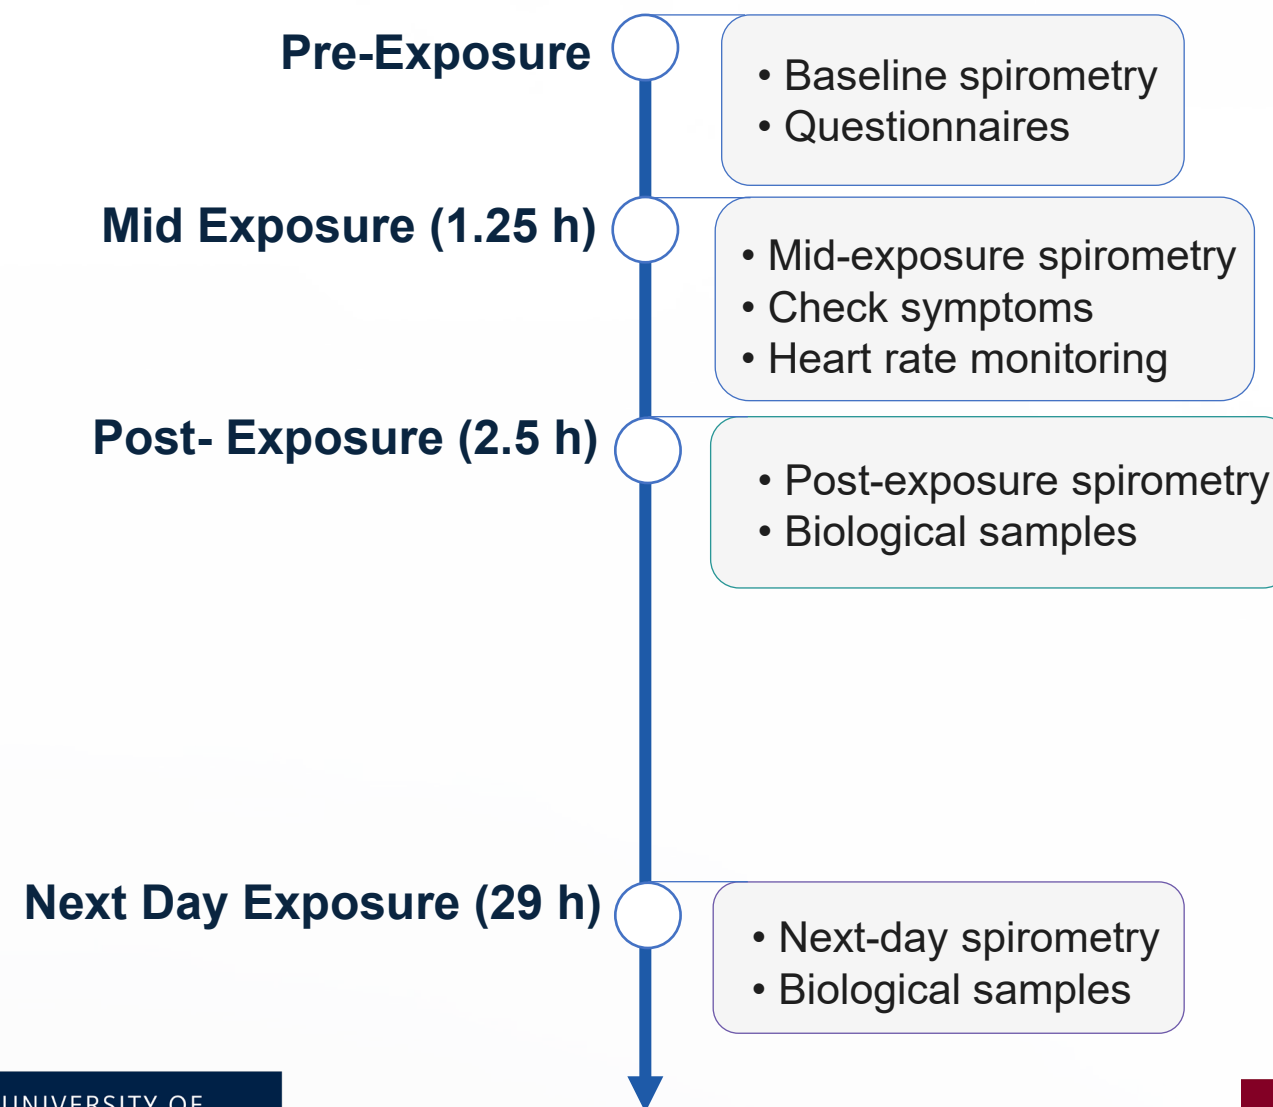 Pre-Exposure
• Baseline spirometry
• Questionnaires
Mid Exposure (1.25 h)
• Mid-exposure spirometry
• Check symptoms
• Heart rate monitoring
Post- Exposure (2.5 h)
• Post-exposure spirometry
• Biological samples
Next Day Exposure (29 h)
• Next-day spirometry
• Biological samples
UNIVERSITY OF